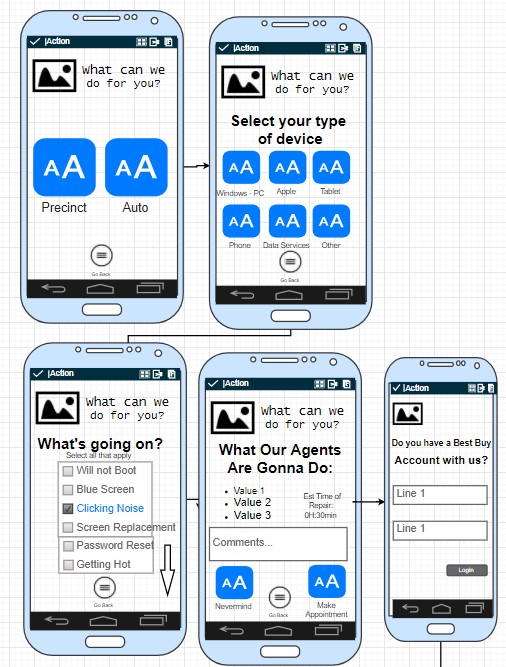 |Action
What can we
do for you?
AA
AA
Precinct
Auto
Go Back
|Action
What can we
do for you?
Select your type
of device
AA
AA
AA
Windows - PC
Apple
Tablet
AA
AA
AA
Phone
Data Services
Other
Go Back
|Action
What can we
do for you?
What's going on?
Select all that apply
Will not Boot
Blue Screen
Clicking Noise
Screen Replacement
Password Reset
Getting Hot
Go Back
|Action
What can we
do for you?
What Our Agents
Are Gonna Do:
Value 1
Value 2
Value 3
Est Time of
Repair:
0H:30min
Comments...
AA
AA
Nevermind
Go Back
Make
Appointment
|Action
Do you have a Best Buy
Account with us?
Line 1
Line 1
Login